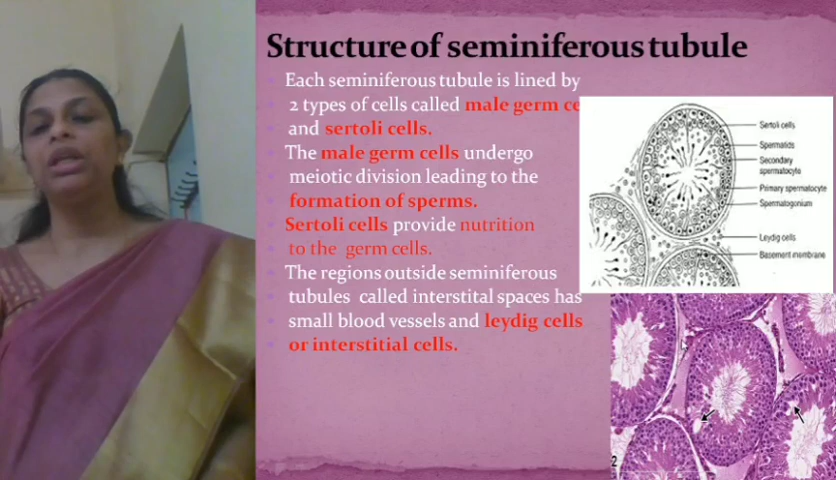 Structure of seminiferous tubule
Each seminiferous tubule is lined by
2 types of cells called male germ ce
and sertoli cells.
The male germ cells undergo
meiotic division leading to the
formation of sperms.
Sertoli cells provide nutrition
to the germ cells.
The regions outside seminiferous
tubules called interstital spaces has
small blood vessels and leydig cells
or interstitial cells.
Sertoli cells
Spermatids
Secondary
spermatocyte
Primary spermatocyte
Spermatogonium
Leydig cells
Basement membrane
2